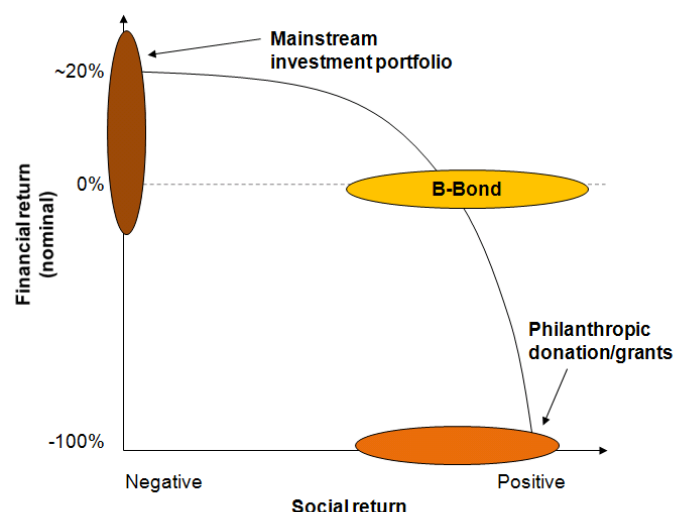 Mainstream
investment portfolio
~20%
0%
B-Bond
Financial return
(nominal)
Philanthropic
donation/grants
-100%
Negative
Positive
Social return